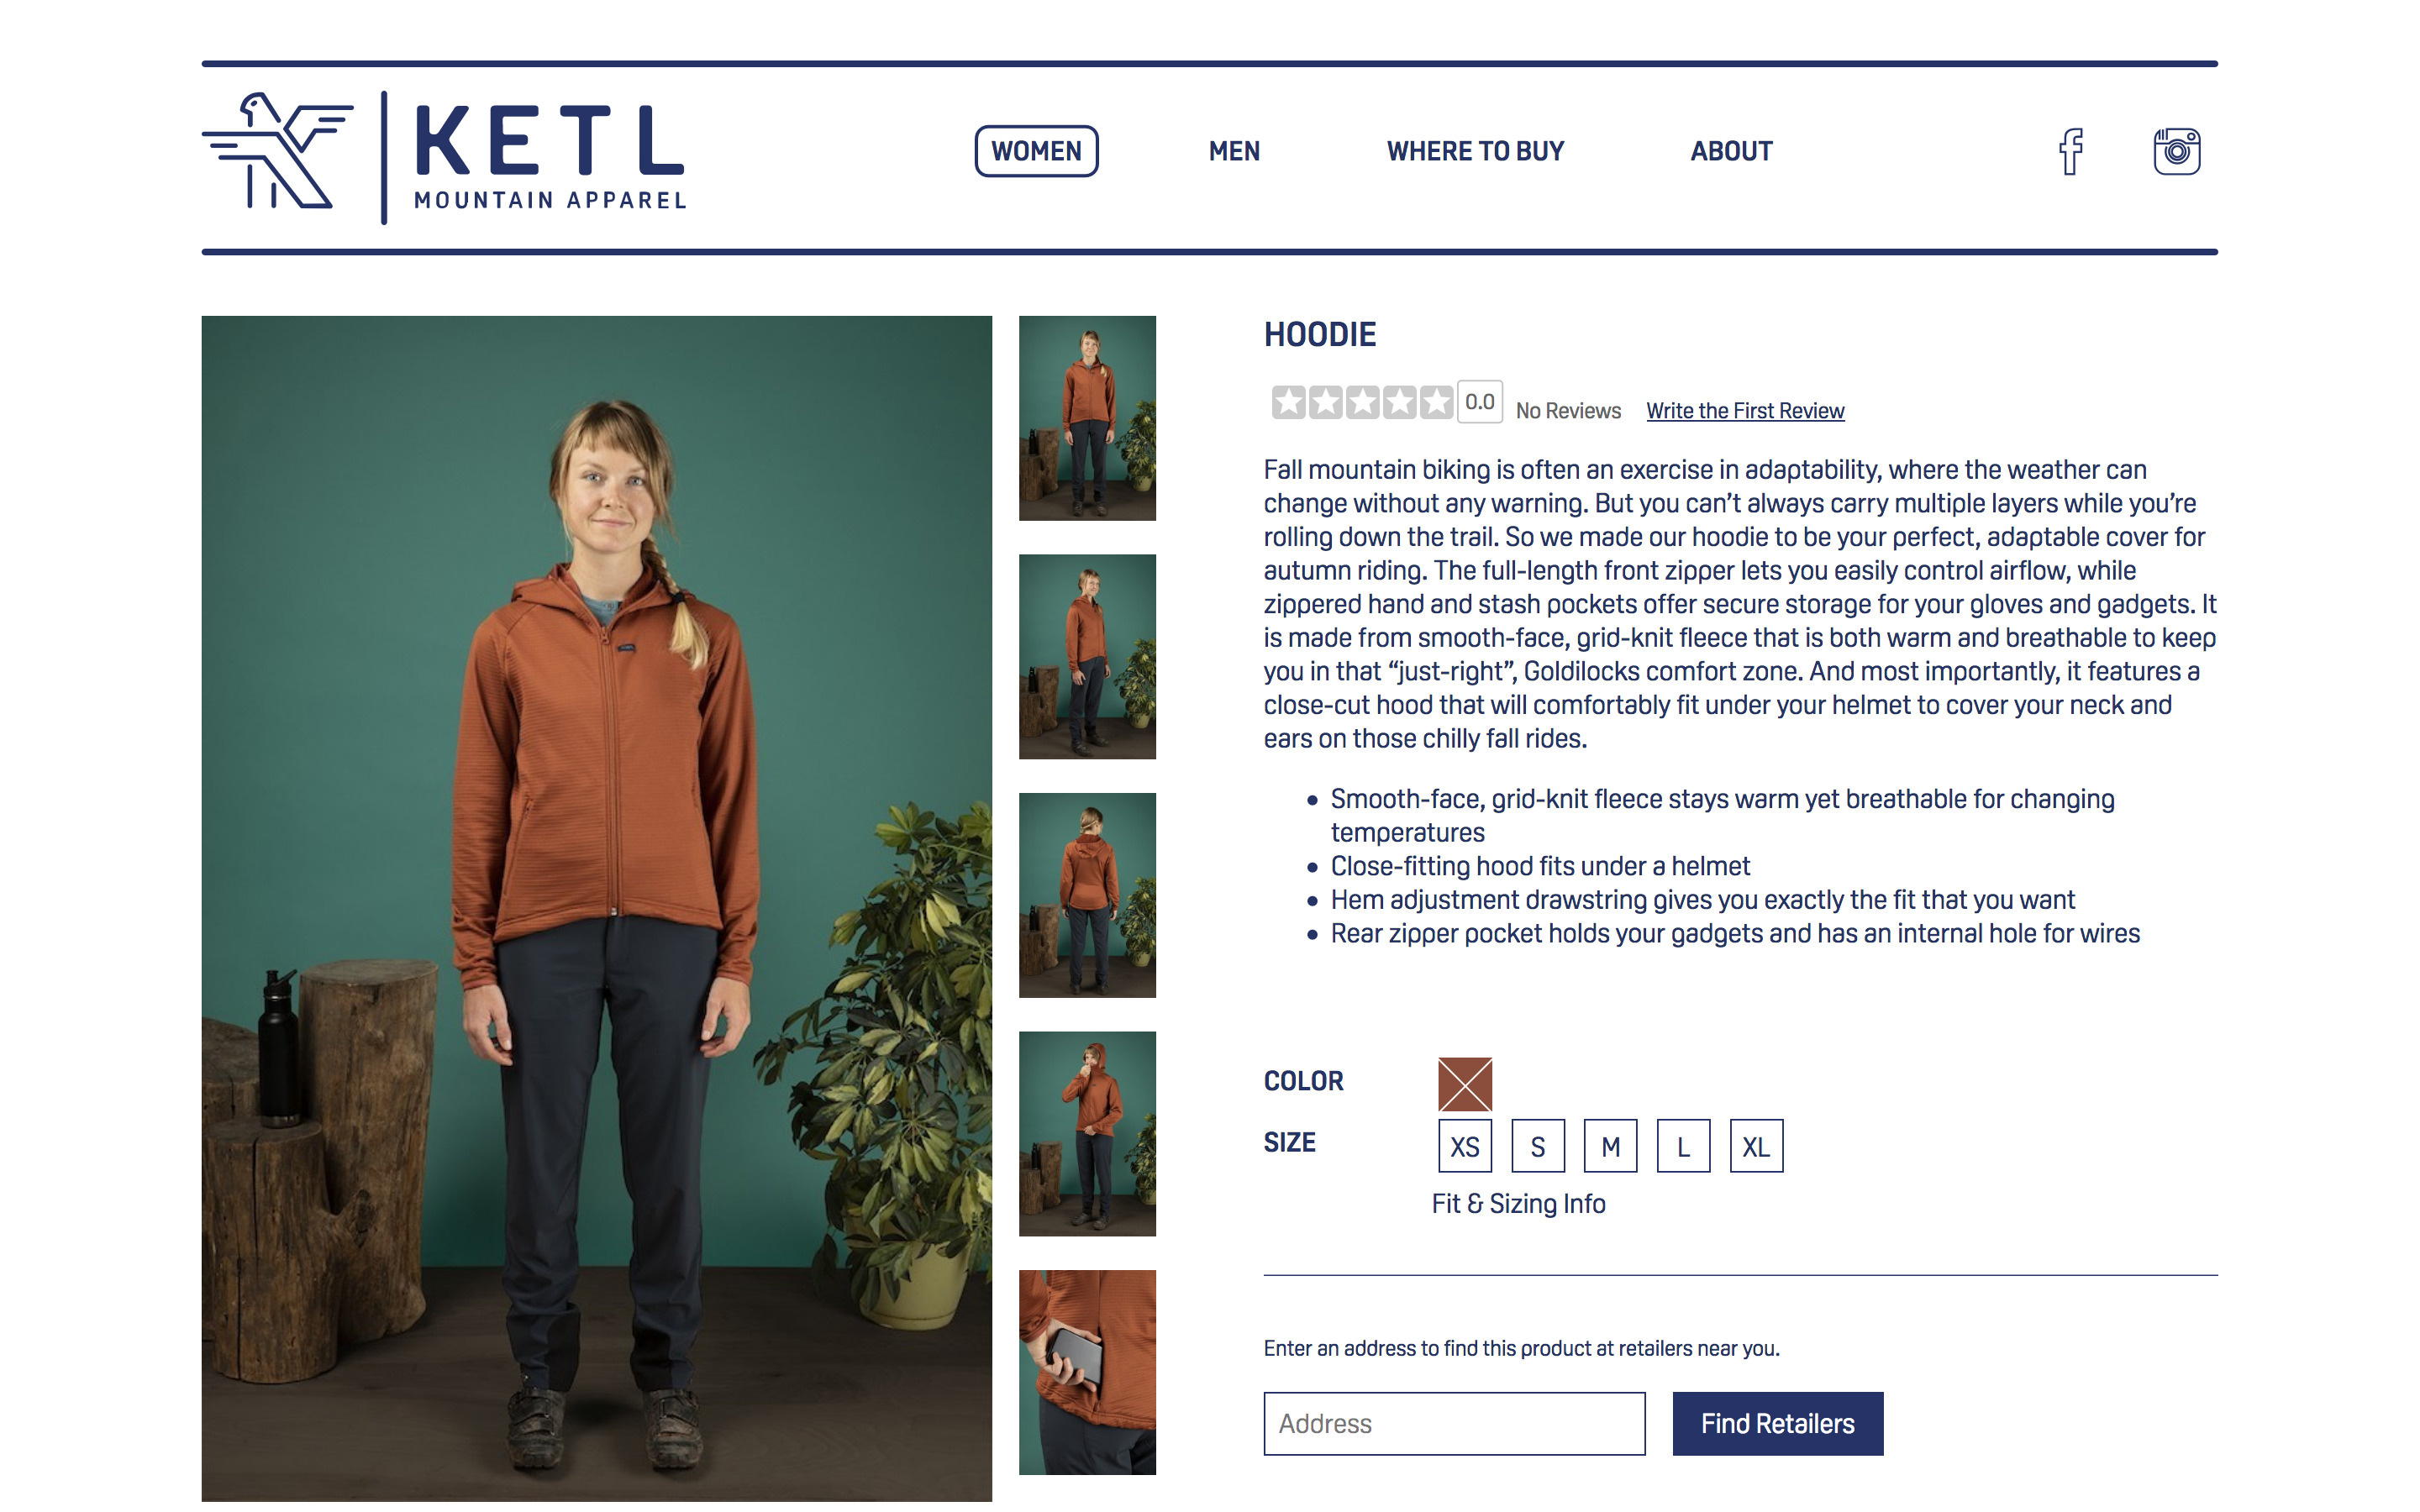 KETL
MOUNTAIN APPAREL
WOMEN
MEN
WHERE TO BUY
ABOUT
HOODIE
0.0
No Reviews
Write the First Review
Fall mountain biking is often an exercise in adaptability, where the weather can
change without any warning. But you can’t always carry multiple layers while you’re
rolling down the trail. So we made our hoodie to be your perfect, adaptable cover for
autumn riding. The full-length front zipper lets you easily control airflow, while
zippered hand and stash pockets offer secure storage for your gloves and gadgets. It
is made from smooth-face, grid-knit fleece that is both warm and breathable to keep
you in that “just-right”, Goldilocks comfort zone. And most importantly, it features a
close-cut hood that will comfortably fit under your helmet to cover your neck and
ears on those chilly fall rides.
Smooth-face, grid-knit fleece stays warm yet breathable for changing
temperatures
Close-fitting hood fits under a helmet
Hem adjustment drawstring gives you exactly the fit that you want
Rear zipper pocket holds your gadgets and has an internal hole for wires
COLOR
SIZE
XS
S
M
L
XL
Fit & Sizing Info
Enter an address to find this product at retailers near you.
Address
Find Retailers